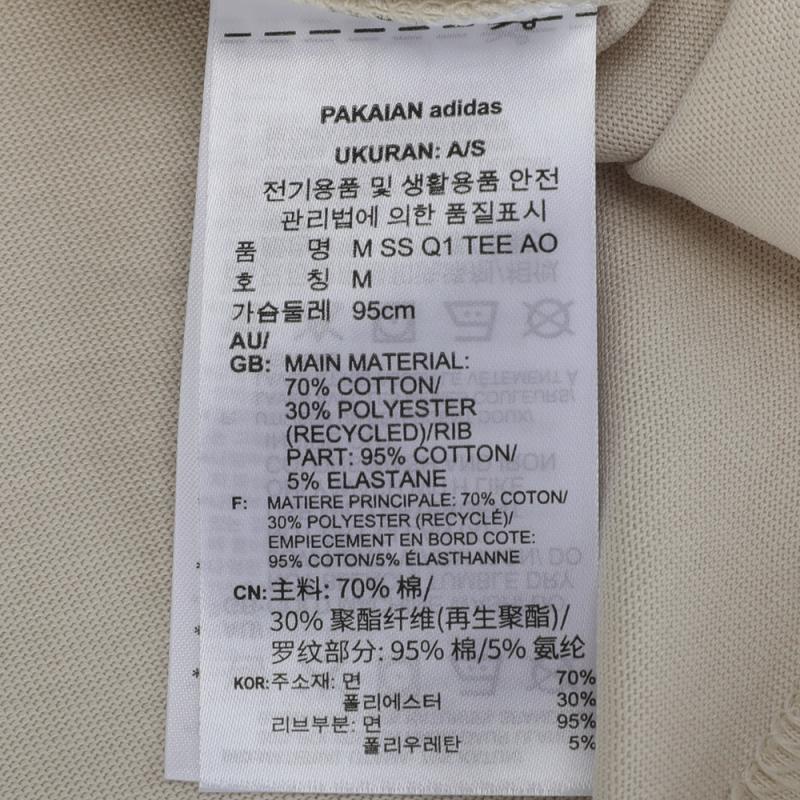 PAKAIAN adidas
UKURAN: A/S
전기용품 및 생활용품 안전
관리법에 의한 품질표시
품 명 M SS Q1 TEE AO
호 칭 M
가슴둘레 95cm
AU/
GB: MAIN MATERIAL:
70% COTTON/
30% POLYESTER
(RECYCLED)/RIB
PART: 95% COTTON/
5% ELASTANE
F: MATIERE PRINCIPALE: 70% COTON/
30% POLYESTER (RECYCLÉ)/
EMPIECEMENT EN BORD COTE:
95% COTON/5% ÉLASTHANNE
CN: 主料: 70% 棉/
30% 聚酯纤维(再生聚酯)/
罗纹部分: 95% 棉/5% 氨纶
KOR: 주소재: 면 70%
폴리에스터 30%
리브부분: 면 95%
폴리우레탄 5%